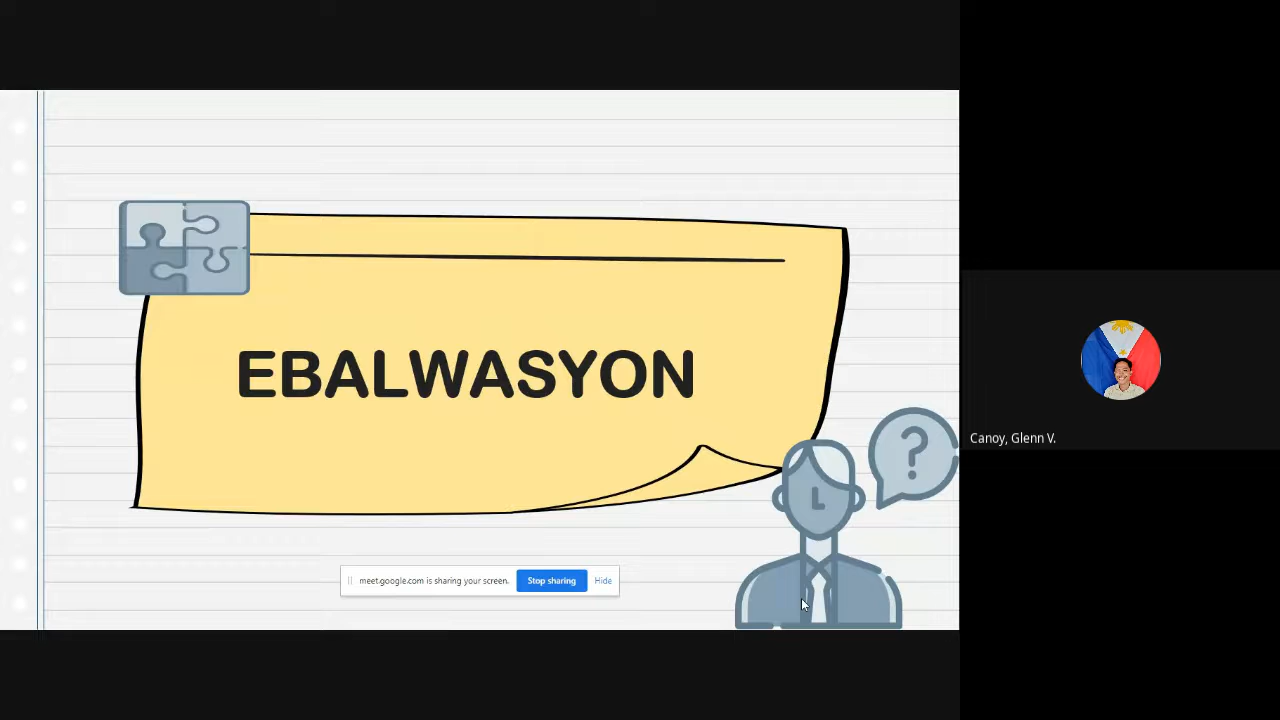 EBALWASYON
?
meet.google.com is sharing your screen.
Stop sharing
Hide
Canoy, Glenn V.